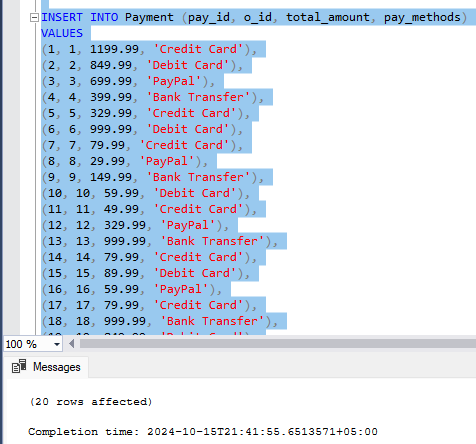 INSERT INTO Payment (pay_id, o_id, total_amount, pay_methods)
VALUES
(1, 1, 1199.99, 'Credit Card'),
(2, 2, 849.99, 'Debit Card'),
(3, 3, 699.99, 'PayPal'),
(4, 4, 399.99, 'Bank Transfer'),
(5, 5, 329.99, 'Credit Card'),
(6, 6, 999.99, 'Debit Card'),
(7, 7, 79.99, 'Credit Card'),
(8, 8, 29.99, 'PayPal'),
(9, 9, 149.99, 'Bank Transfer'),
(10, 10, 59.99, 'Debit Card'),
(11, 11, 49.99, 'Credit Card'),
(12, 12, 329.99, 'PayPal'),
(13, 13, 999.99, 'Bank Transfer'),
(14, 14, 79.99, 'Credit Card'),
(15, 15, 89.99, 'Debit Card'),
(16, 16, 59.99, 'PayPal'),
(17, 17, 79.99, 'Credit Card'),
(18, 18, 999.99, 'Bank Transfer'),
100 %
Messages
(20 rows affected)
Completion time: 2024-10-15T21:41:55.6513571+05:00